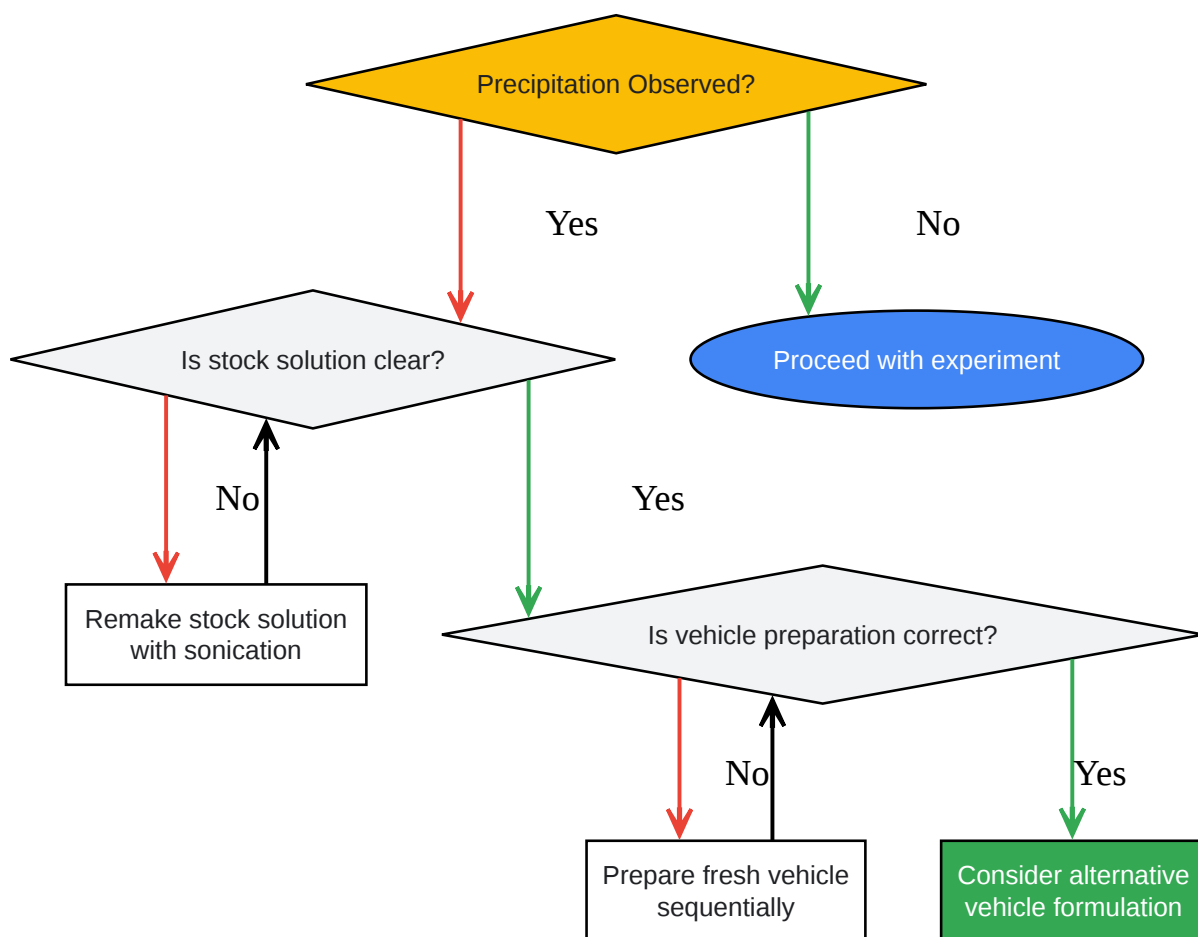 Precipitation Observed?
Yes
No
Is stock solution clear?
Proceed with experiment
No
Yes
Remake stock solution
with sonication
Is vehicle preparation correct?
No
Yes
Prepare fresh vehicle
sequentially
Consider alternative
vehicle formulation